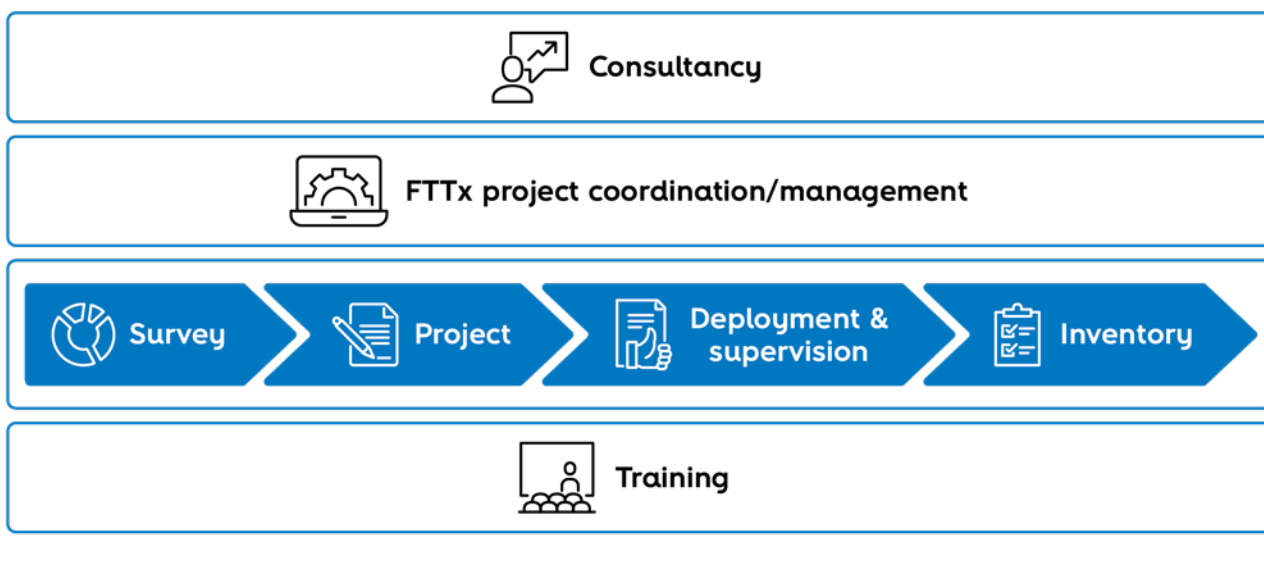 Consultancy
FTTx project coordination/management
Survey
Project
Deployment &
supervision
Inventory
Training